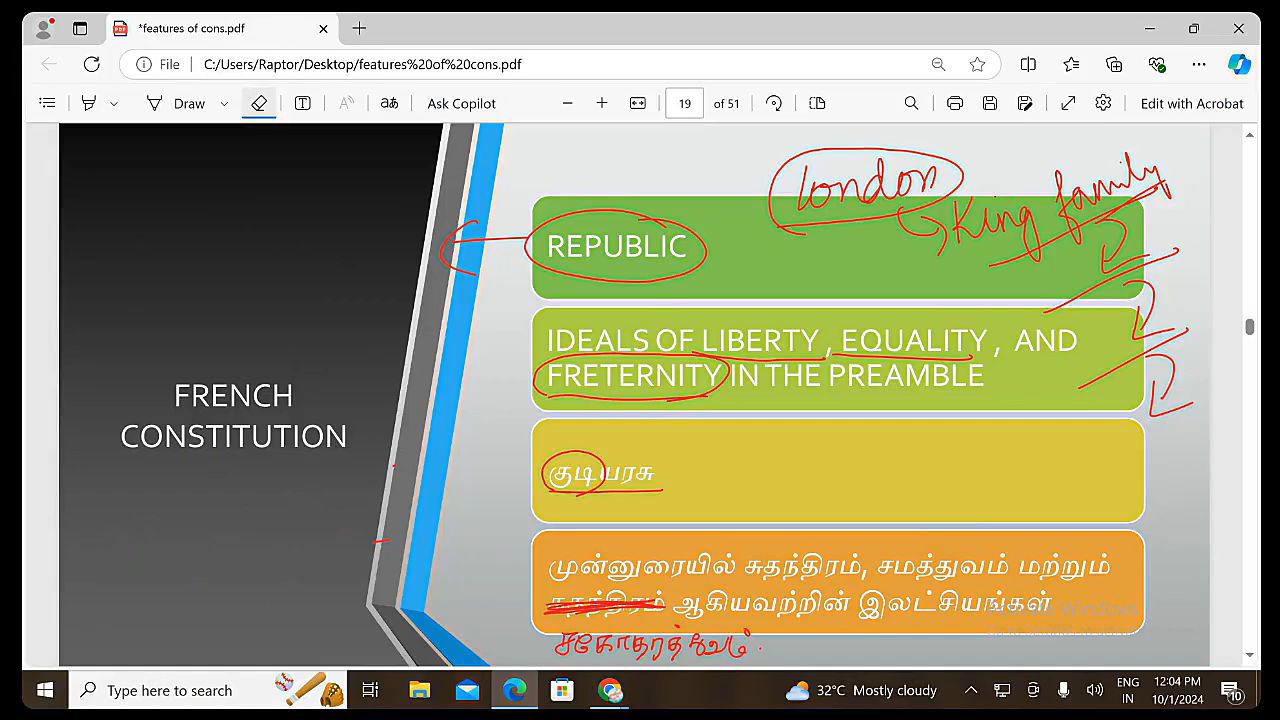 *features of cons.pdf
File
C:/Users/Raptor/Desktop/features%20of%20cons.pdf
Draw
Ask Copilot
19
of 51
Edit with Acrobat
London
King family
REPUBLIC
IDEALS OF LIBERTY , EQUALITY , AND
FRETERNITY IN THE PREAMBLE
FRENCH
CONSTITUTION
குடியரசு
முன்னுரையில் சுதந்திரம், சமத்துவம் மற்றும்
சுதந்திரம் ஆகியவற்றின் இலட்சியங்கள்
சகோதரத்துவம்.
Type here to search
32°C Mostly cloudy
ENG
IN
12:04 PM
10/1/2024
10